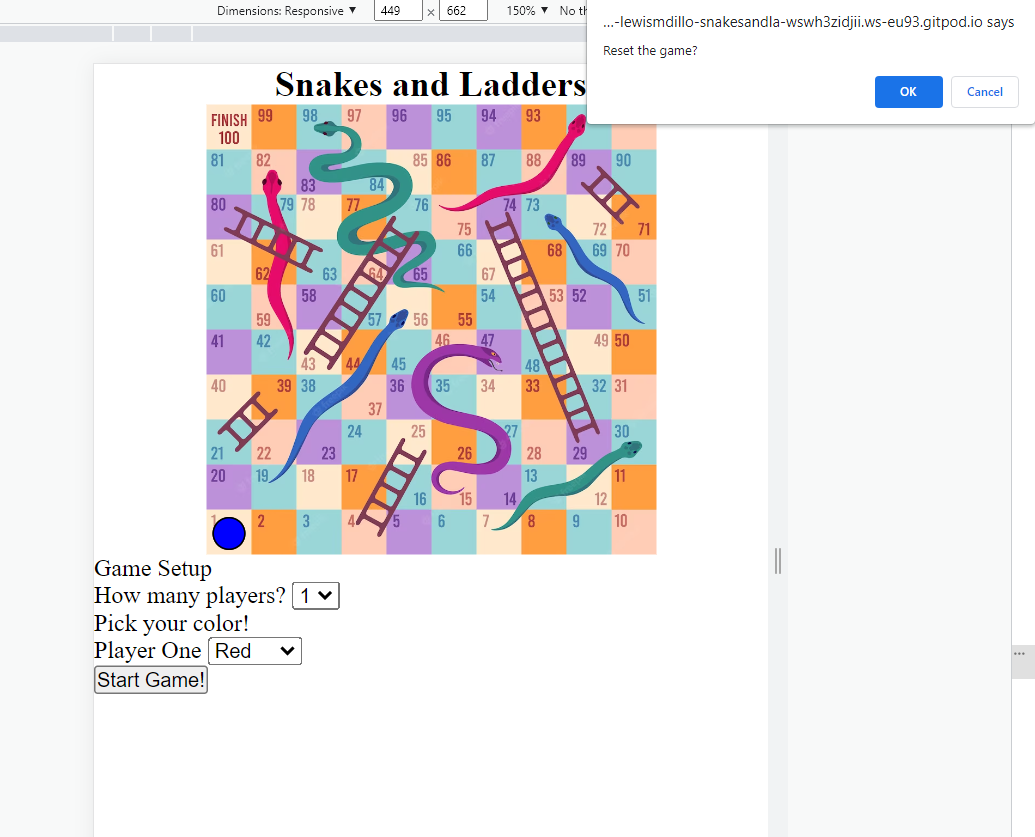 Dimensions: Responsive ▼ 449 × 662 150% ▼ No th
...-lewismdillo-snakesandla-wswh3zidjii.ws-eu93.gitpod.io says
Reset the game?
OK Cancel
Snakes and Ladders
FINISH 100 99 98 97 96 95 94 93
81 82 83 84 85 86 87 88 89 90
80 79 78 77 76 75 74 73 72 71
61 62 63 64 65 66 67 68 69 70
60 59 58 57 56 55 54 53 52 51
41 42 43 44 45 46 47 48 49 50
40 39 38 37 36 35 34 33 32 31
21 22 23 24 25 26 27 28 29 30
20 19 18 17 16 15 14 13 12 11
1 2 3 4 5 6 7 8 9 10
Game Setup
How many players? 1
Pick your color!
Player One Red
Start Game!